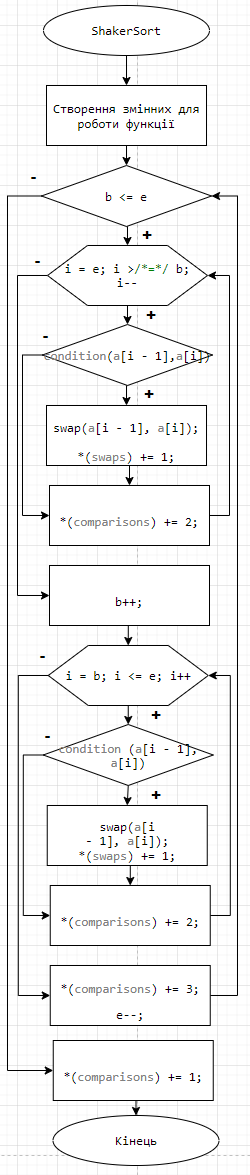 ShakerSort
Створення змінних для
роботи функції
-
b <= e
+
-
i = e; i >/*=*/ b;
i--
+
-
condition(a[i - 1],a[i])
+
swap(a[i - 1], a[i]);
*(swaps) += 1;
*(comparisons) += 2;
b++;
-
i = b; i <= e; i++
+
-
condition (a[i - 1],
a[i])
+
swap(a[i
- 1], a[i]);
*(swaps) += 1;
*(comparisons) += 2;
*(comparisons) += 3;
e--;
*(comparisons) += 1;
Кінець